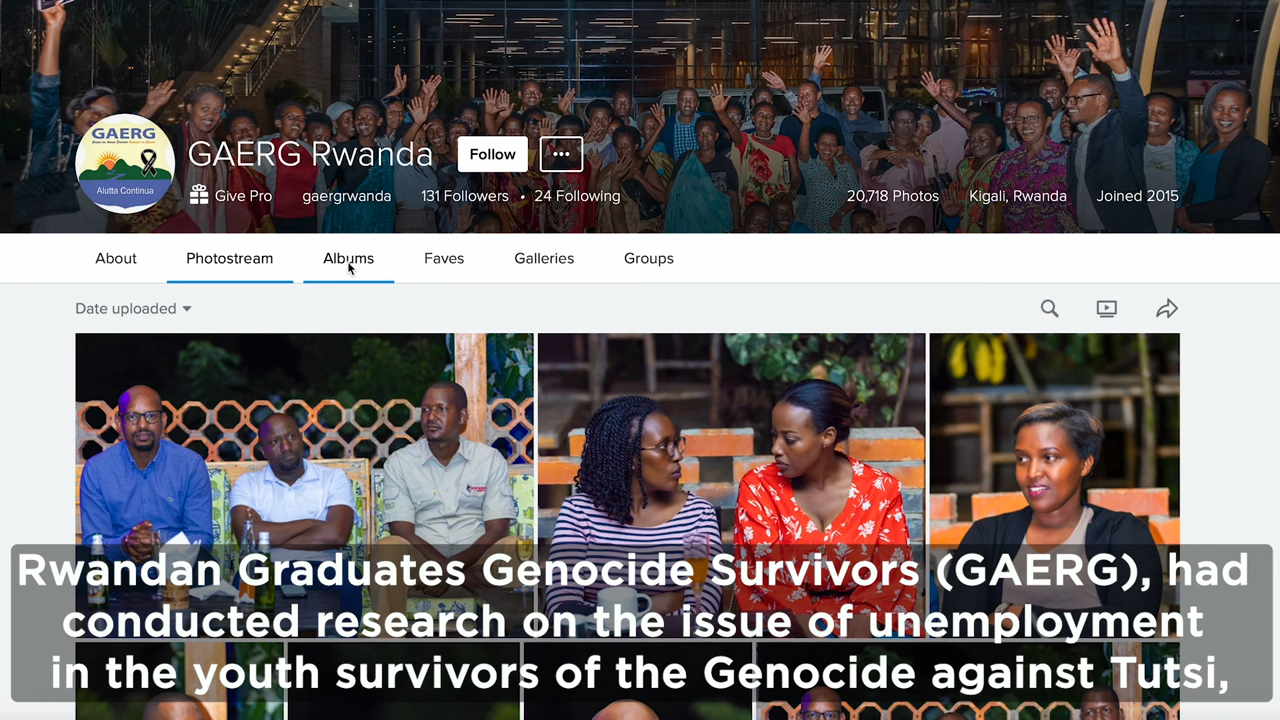 GAERG
Alutta Continua
GAERG Rwanda
Follow
Give Pro
gaergrwanda
131 Followers • 24 Following
20,718 Photos
Kigali, Rwanda
Joined 2015
About
Photostream
Albums
Faves
Galleries
Groups
Date uploaded
Rwandan Graduates Genocide Survivors (GAERG), had
conducted research on the issue of unemployment
in the youth survivors of the Genocide against Tutsi,